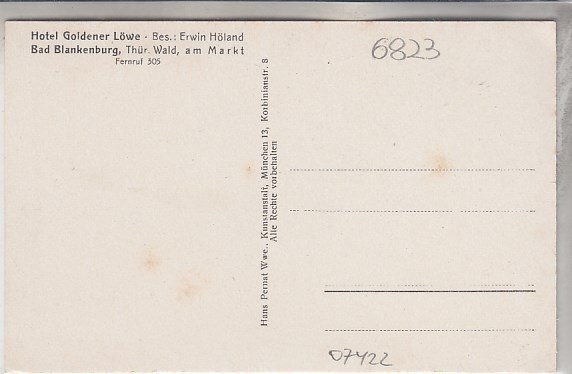 Hotel Goldener Löwe · Bes.: Erwin Höland
Bad Blankenburg, Thür. Wald, am Markt
Fernruf 305
6823
Hans Pernat Wwe., Kunstanstalt, München 13, Korbinianstr. 8
Alle Rechte vorbehalten
07422